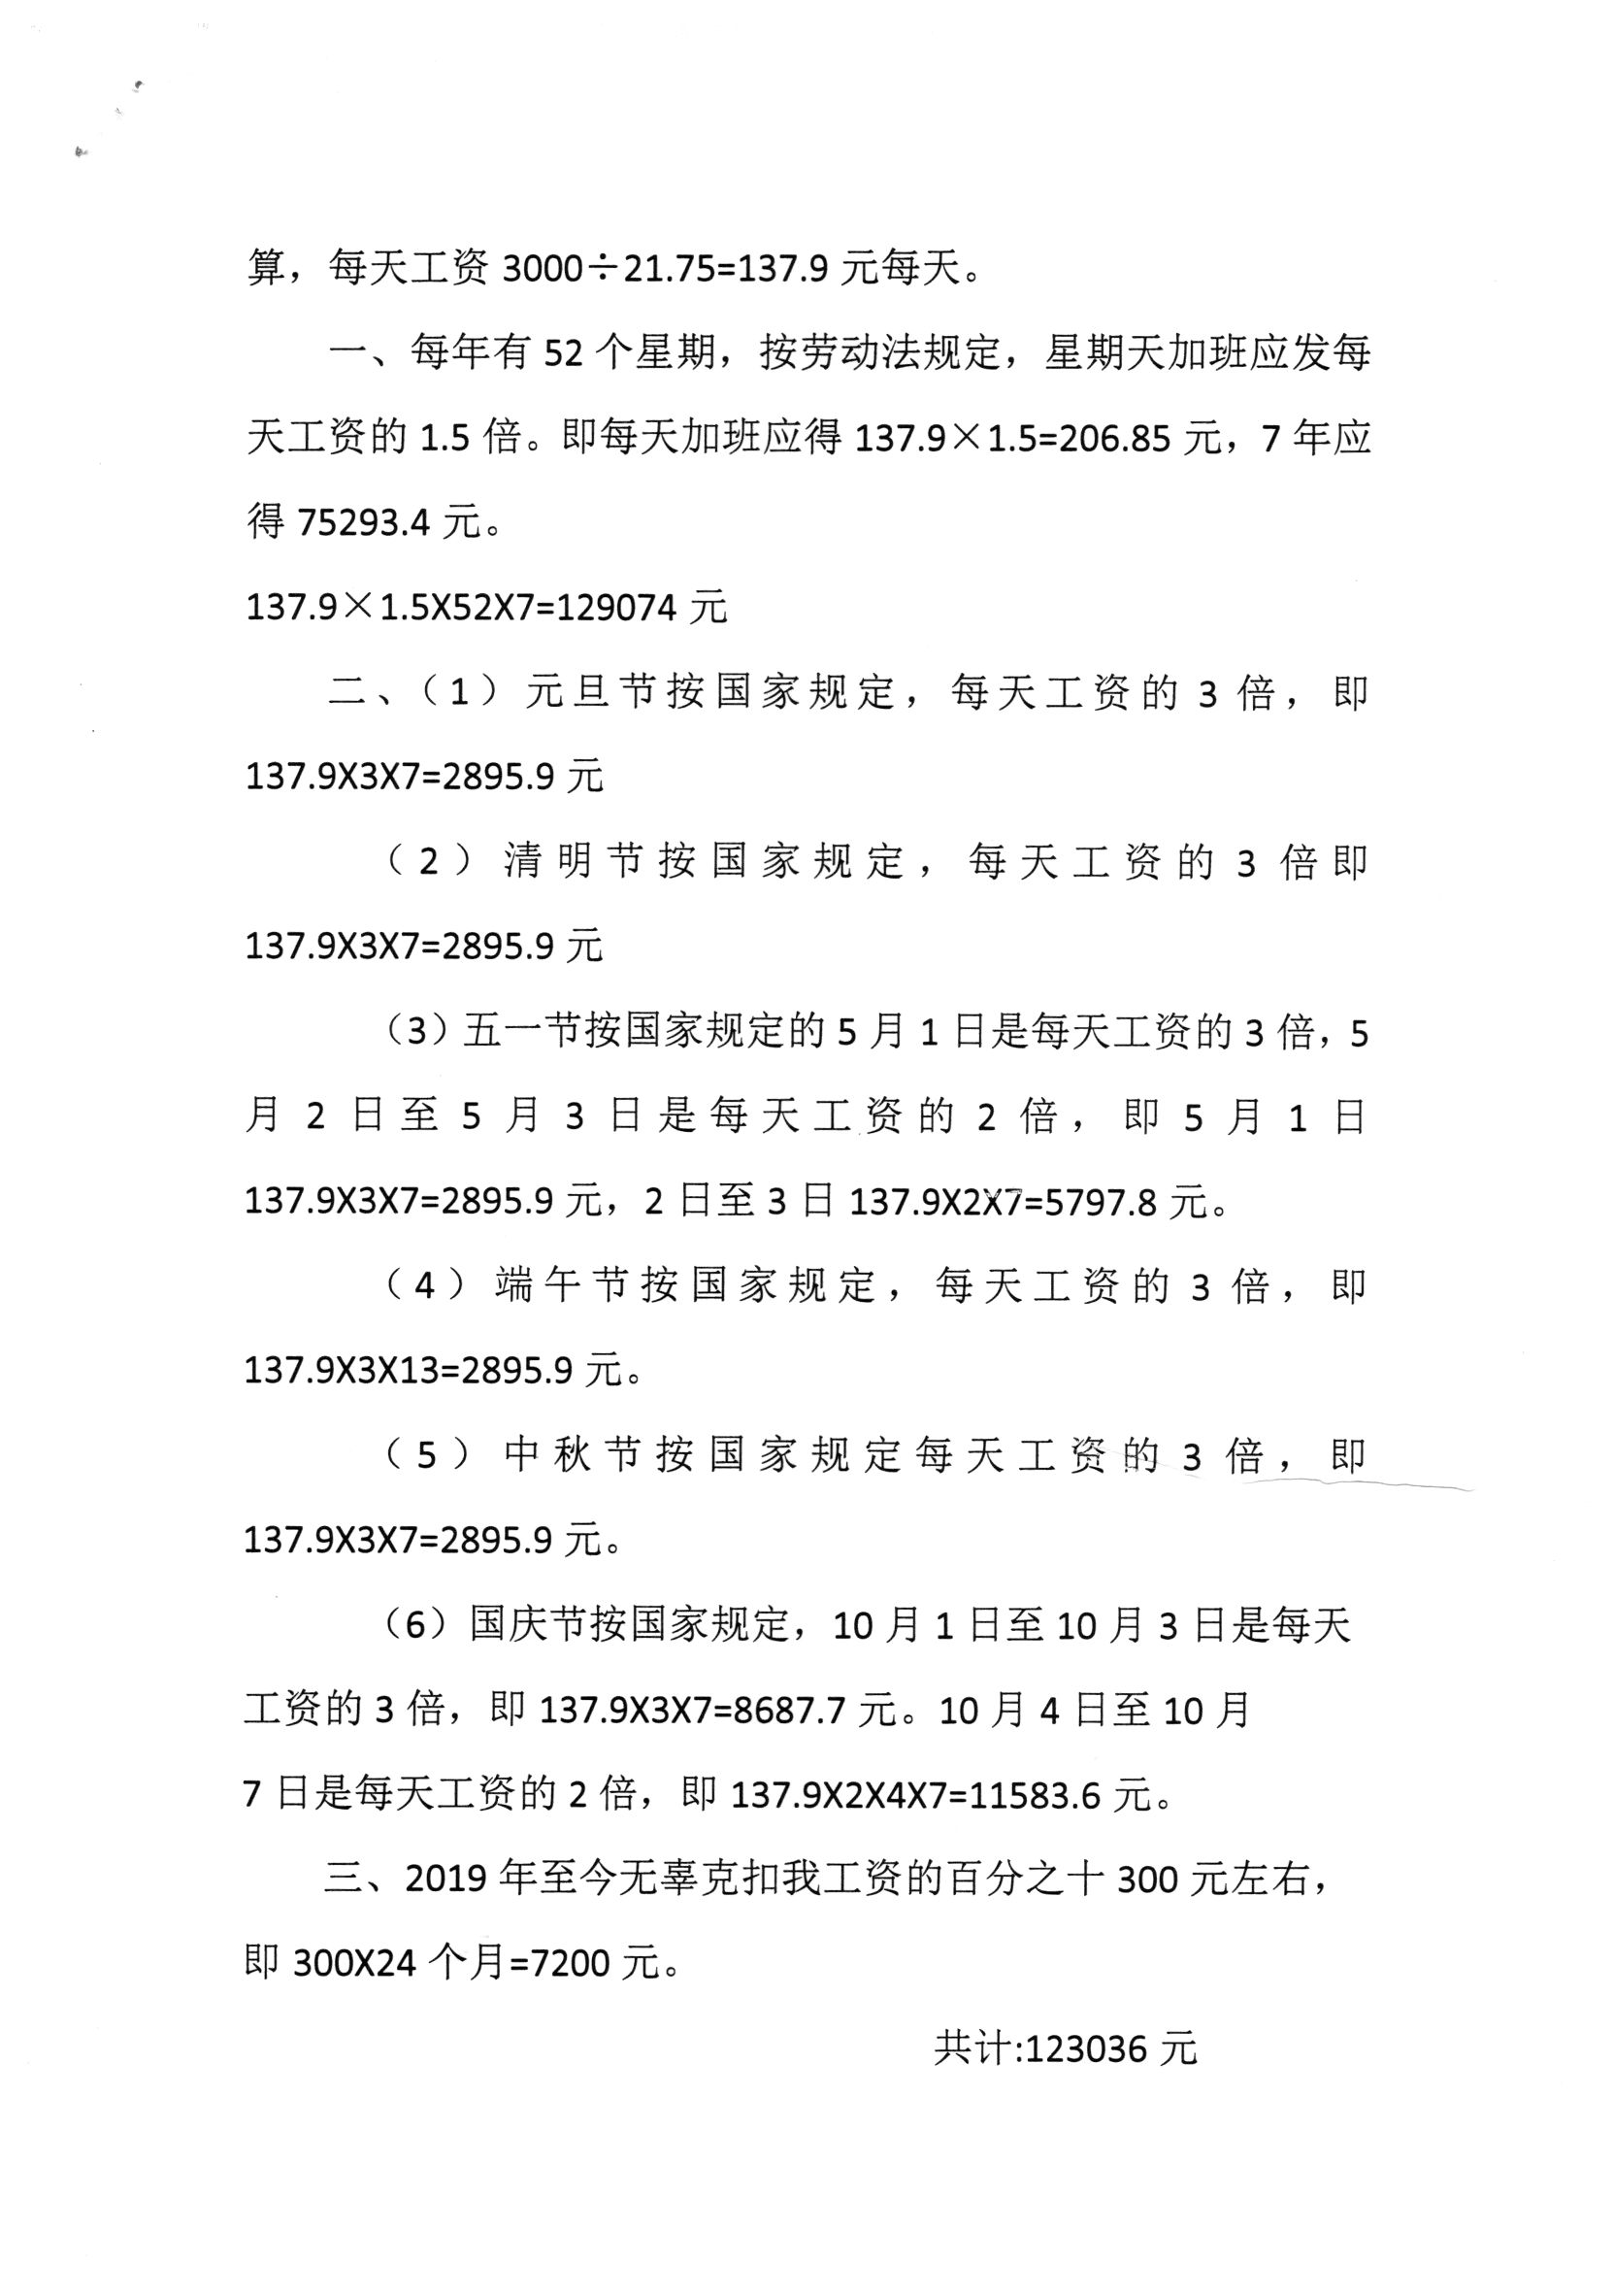 算，每天工资 3000÷21.75=137.9 元每天。
一、每年有 52 个星期，按劳动法规定，星期天加班应发每
天工资的 1.5 倍。即每天加班应得 137.9×1.5=206.85 元，7 年应
得 75293.4 元。
137.9×1.5X52X7=129074 元
二、（1）元旦节按国家规定，每天工资的 3 倍，即
137.9X3X7=2895.9 元
（2）清明节按国家规定，每天工资的 3 倍即
137.9X3X7=2895.9 元
（3）五一节按国家规定的 5 月 1 日是每天工资的 3 倍，5
月 2 日至 5 月 3 日是每天工资的 2 倍，即 5 月 1 日
137.9X3X7=2895.9 元，2 日至 3 日 137.9X2X7=5797.8 元。
（4）端午节按国家规定，每天工资的 3 倍，即
137.9X3X13=2895.9 元。
（5）中秋节按国家规定每天工资的 3 倍，即
137.9X3X7=2895.9 元。
（6）国庆节按国家规定，10 月 1 日至 10 月 3 日是每天
工资的 3 倍，即 137.9X3X7=8687.7 元。10 月 4 日至 10 月
7 日是每天工资的 2 倍，即 137.9X2X4X7=11583.6 元。
三、2019 年至今无辜克扣我工资的百分之十 300 元左右，
即 300X24 个月=7200 元。
共计:123036 元